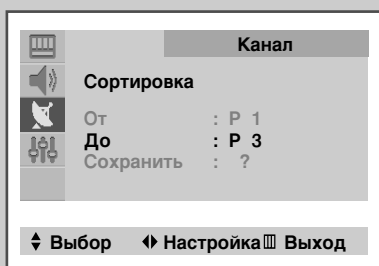 Канал
Сортировка
От : P 1
До : P 3
Сохранить : ?
Выбор Настройка Выход